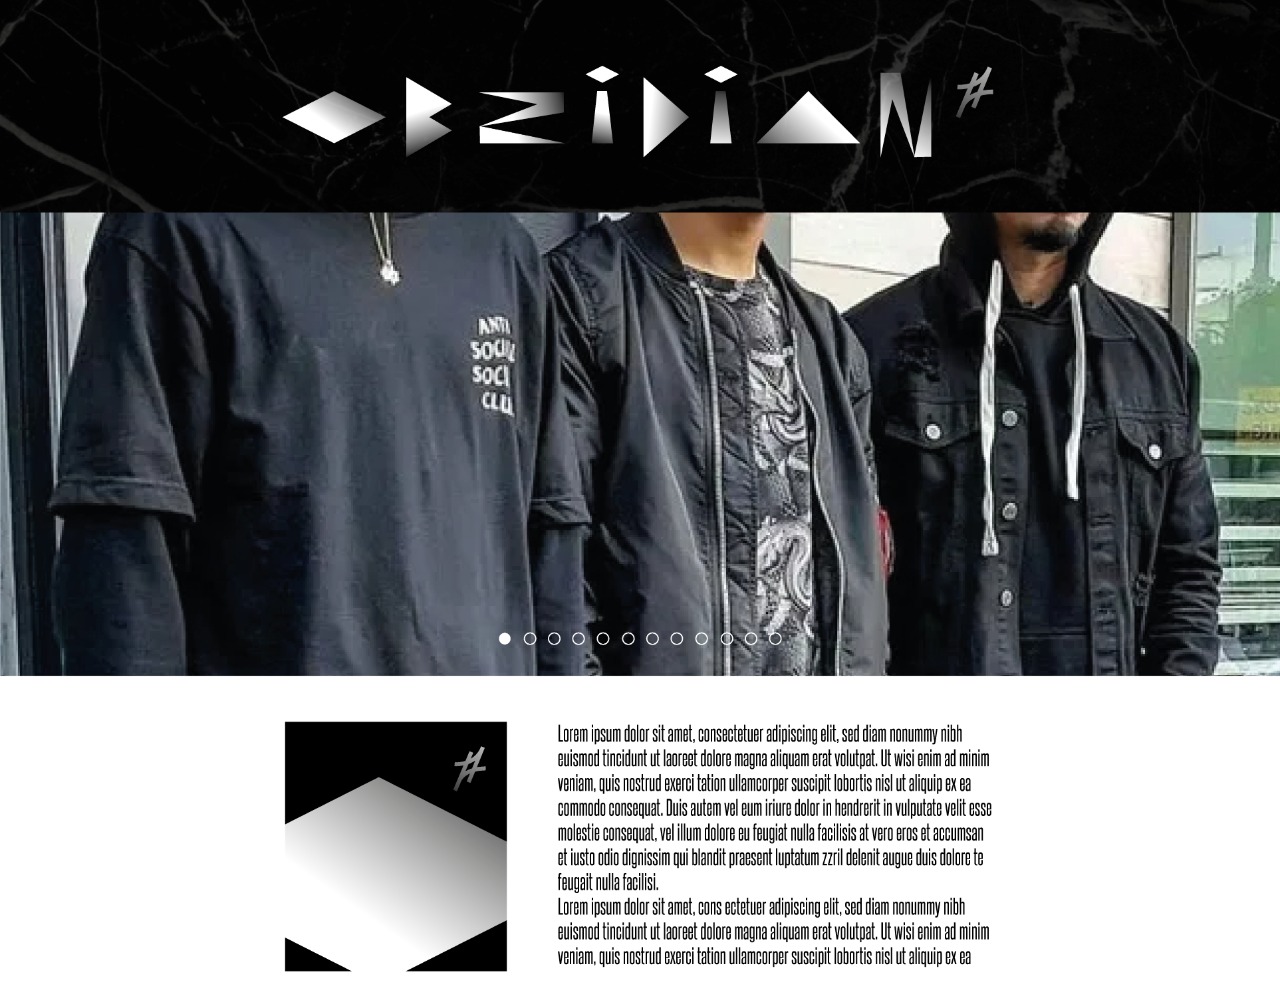 OBZIDIAN#
ANTI
SOCIAL
SOCI
CLU
#
Lorem ipsum dolor sit amet, consectetuer adipiscing elit, sed diam nonummy nibh
euismod tincidunt ut laoreet dolore magna aliquam erat volutpat. Ut wisi enim ad minim
veniam, quis nostrud exerci tation ullamcorper suscipit lobortis nisl ut aliquip ex ea
commodo consequat. Duis autem vel eum iriure dolor in hendrerit in vulputate velit esse
molestie consequat, vel illum dolore eu feugiat nulla facilisis at vero eros et accumsan
et iusto odio dignissim qui blandit praesent luptatum zzril delenit augue duis dolore te
feugait nulla facilisi.
Lorem ipsum dolor sit amet, cons ectetuer adipiscing elit, sed diam nonummy nibh
euismod tincidunt ut laoreet dolore magna aliquam erat volutpat. Ut wisi enim ad minim
veniam, quis nostrud exerci tation ullamcorper suscipit lobortis nisl ut aliquip ex ea